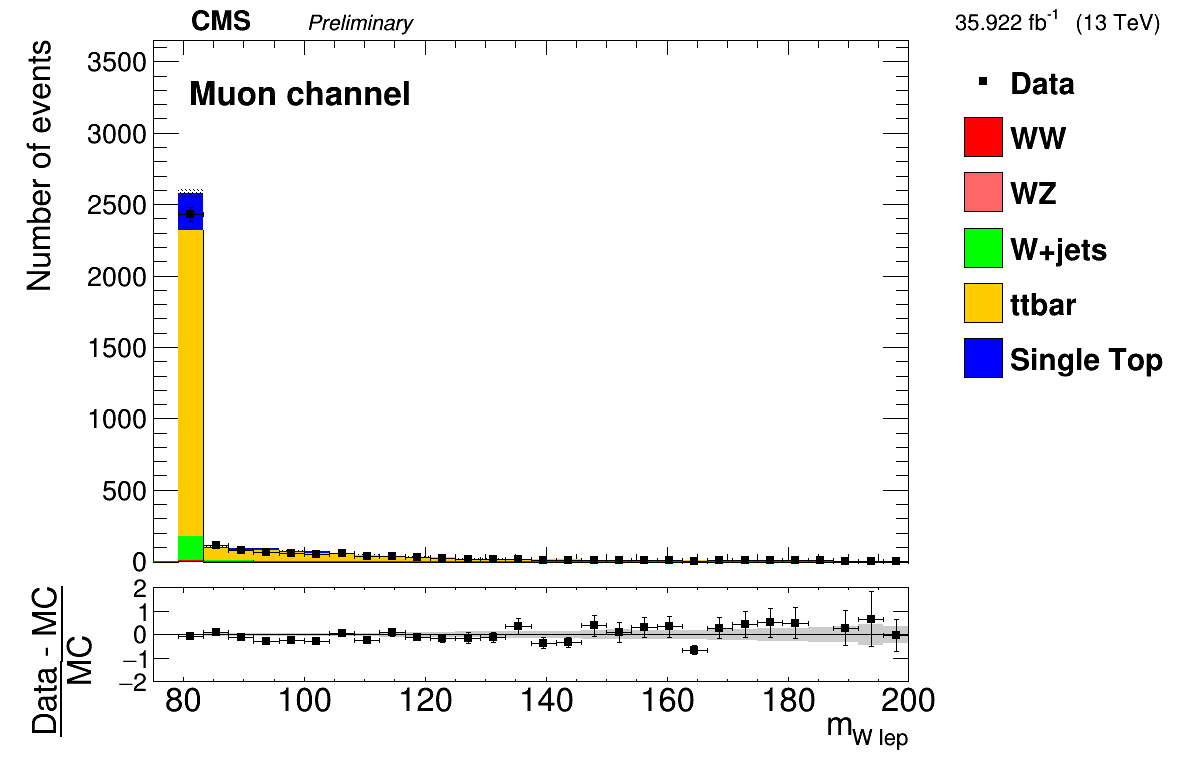 CMS Preliminary 35.922 fb-1 (13 TeV)
Number of events
3500
3000
2500
2000
1500
1000
500
0
Muon channel
Data
WW
WZ
W+jets
ttbar
Single Top
Data - MC
MC
2
1
0
−1
−2
80 100 120 140 160 180 200
mW lep